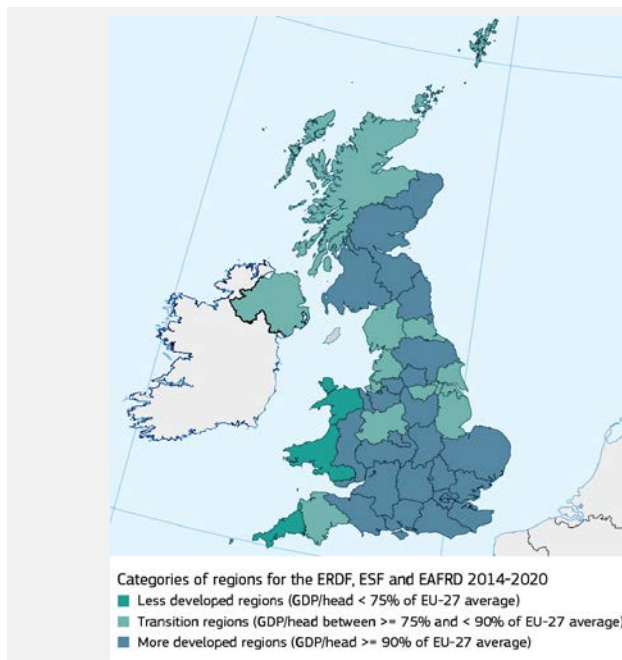 Categories of regions for the ERDF, ESF and EAFRD 2014-2020
Less developed regions (GDP/head < 75% of EU-27 average)
Transition regions (GDP/head between >= 75% and < 90% of EU-27 average)
More developed regions (GDP/head >= 90% of EU-27 average)